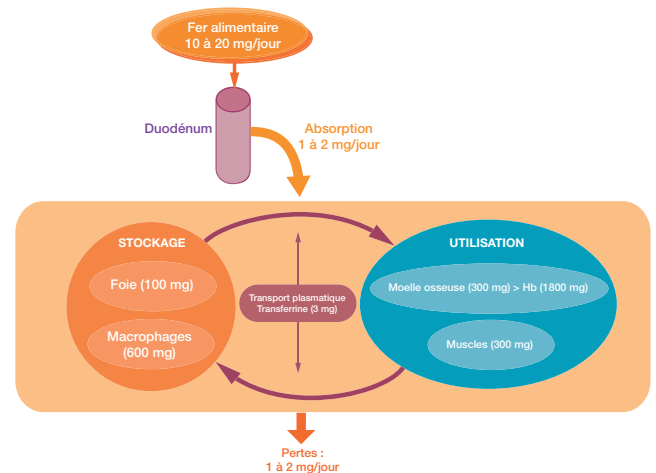 Fer alimentaire
10 à 20 mg/jour
Duodénum
Absorption
1 à 2 mg/jour
STOCKAGE
Foie (100 mg)
Macrophages
(600 mg)
Transport plasmatique
Transferrine (3 mg)
UTILISATION
Moelle osseuse (300 mg) > Hb (1800 mg)
Muscles (300 mg)
Pertes :
1 à 2 mg/jour